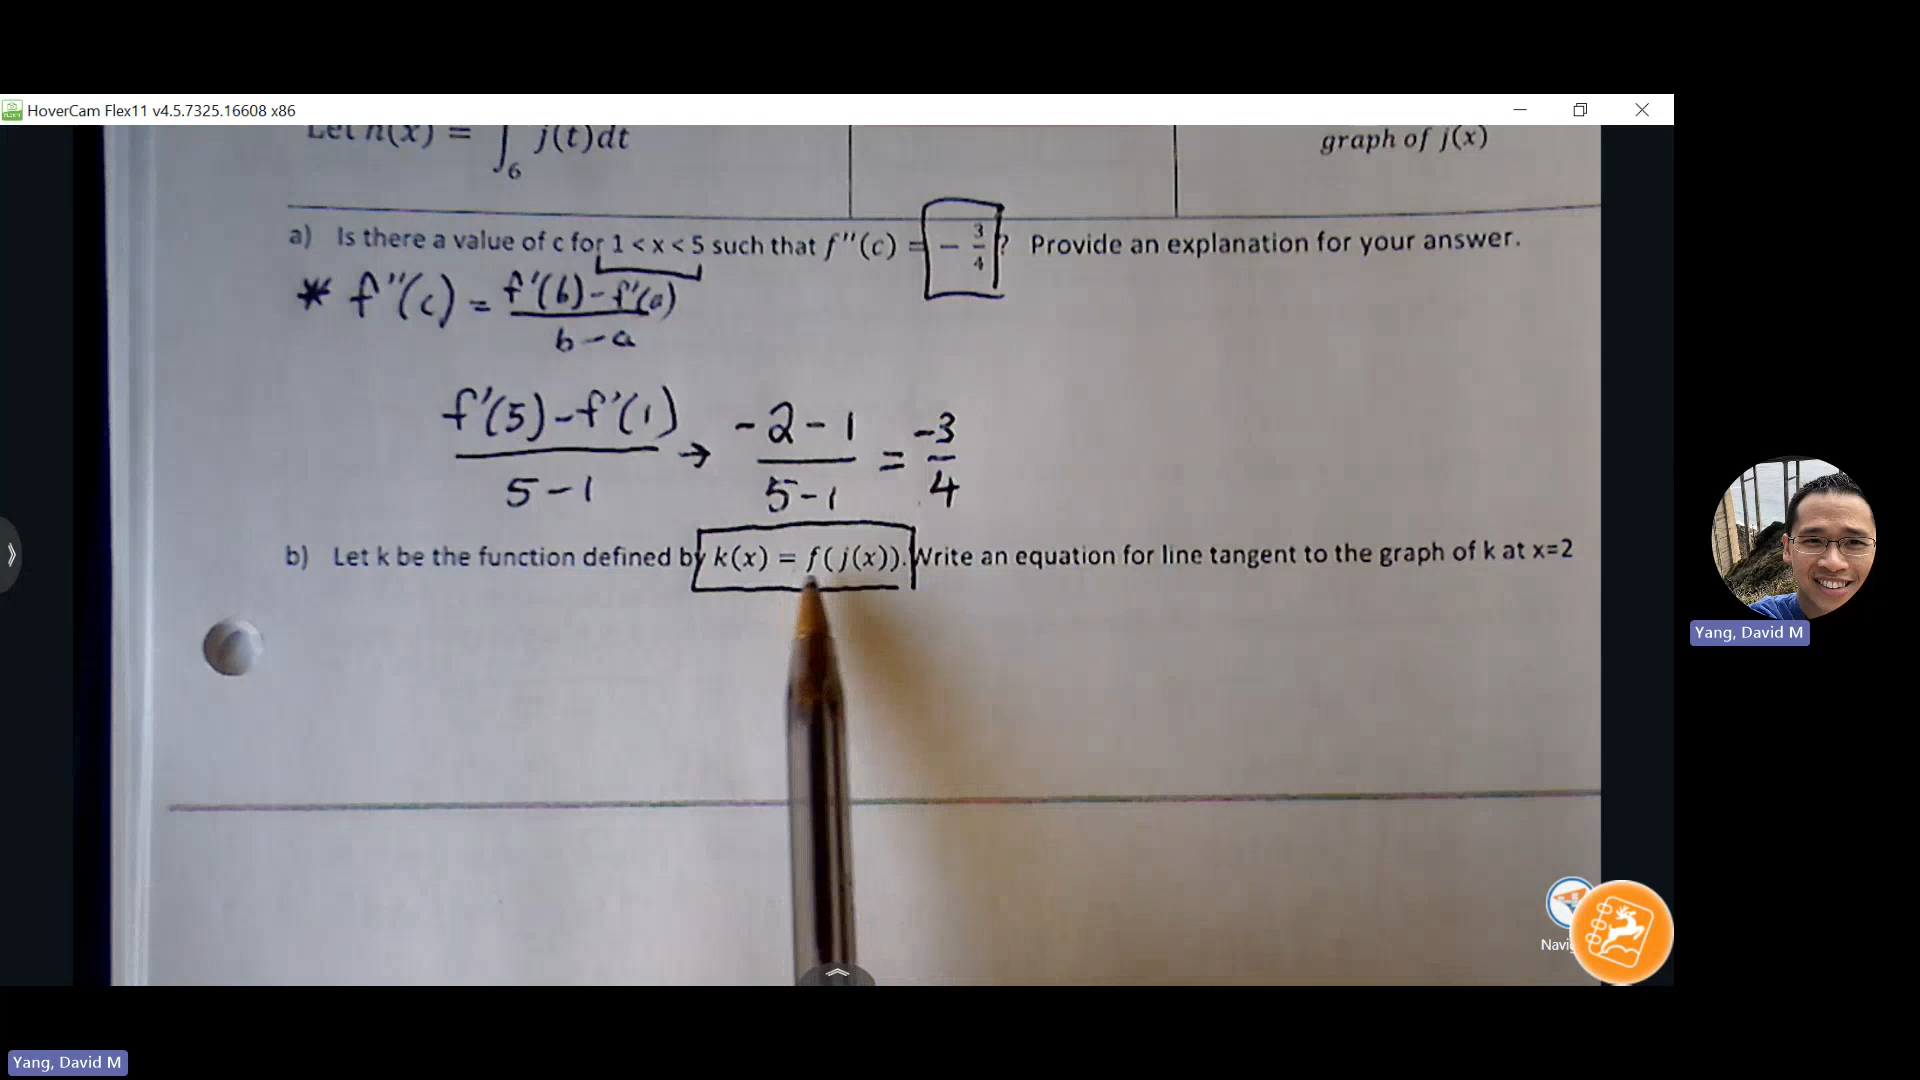 HoverCam Flex11 v4.5.7325.16608 x86
Let h(x) = ∫₆ j(t)dt
graph of j(x)
a) Is there a value of c for 1 < x < 5 such that f''(c) = -3/4? Provide an explanation for your answer.
* f''(c) = f'(b)-f'(a) / b-a
f'(5)-f'(1) / 5-1 → -2-1 / 5-1 = -3/4
b) Let k be the function defined by k(x) = f(j(x)). Write an equation for line tangent to the graph of k at x=2
Yang, David M
Yang, David M